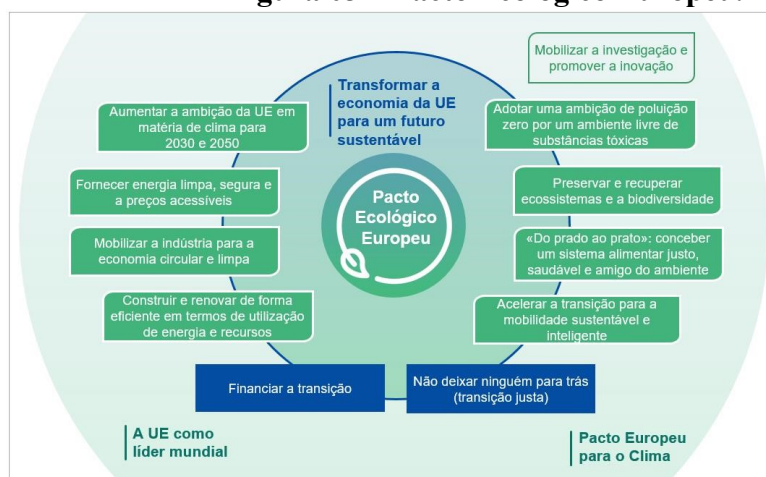 Mobilizar a investigação e
promover a inovação
Transformar a
economia da UE
para um futuro
sustentável
Aumentar a ambição da UE em
matéria de clima para
2030 e 2050
Fornecer energia limpa, segura e
a preços acessíveis
Mobilizar a indústria para a
economia circular e limpa
Construir e renovar de forma
eficiente em termos de utilização
de energia e recursos
Pacto
Ecológico
Europeu
Adotar uma ambição de poluição
zero por um ambiente livre de
substâncias tóxicas
Preservar e recuperar
ecossistemas e a biodiversidade
«Do prado ao prato»: conceber
um sistema alimentar justo,
saudável e amigo do ambiente
Acelerar a transição para a
mobilidade sustentável e
inteligente
Financiar a transição
Não deixar ninguém para trás
(transição justa)
A UE como
líder mundial
Pacto Europeu
para o Clima